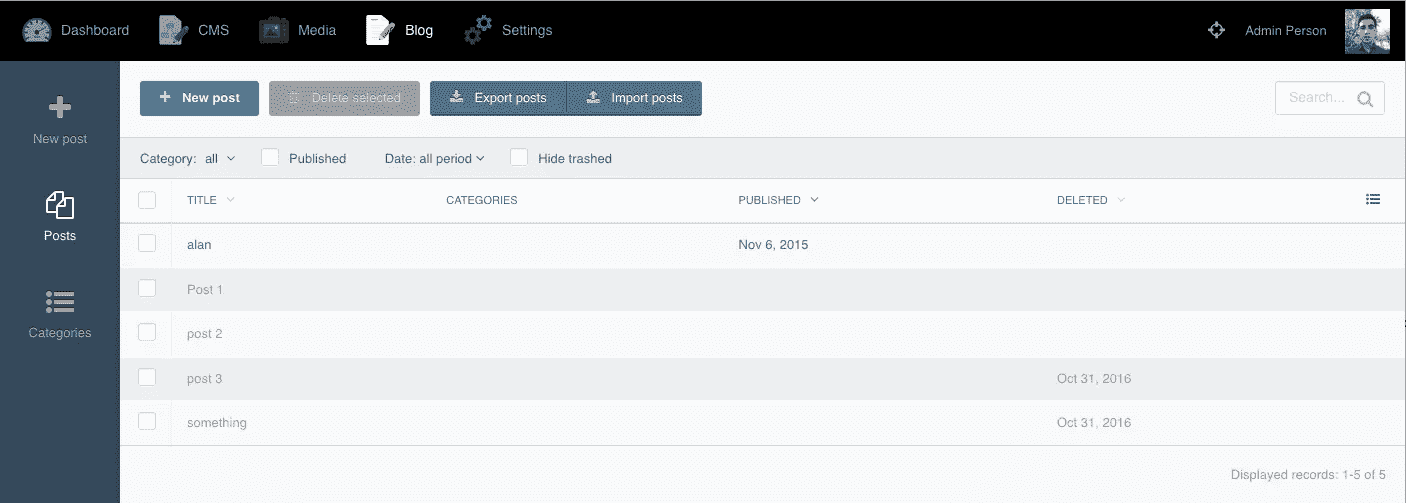 Dashboard CMS Media Blog Settings Admin Person
New post Delete selected Export posts Import posts Search...
New post
Category: all Published Date: all period Hide trashed
TITLE CATEGORIES PUBLISHED DELETED
Posts
alan Nov 6, 2015
Post 1
Categories
post 2
post 3 Oct 31, 2016
something Oct 31, 2016
Displayed records: 1-5 of 5